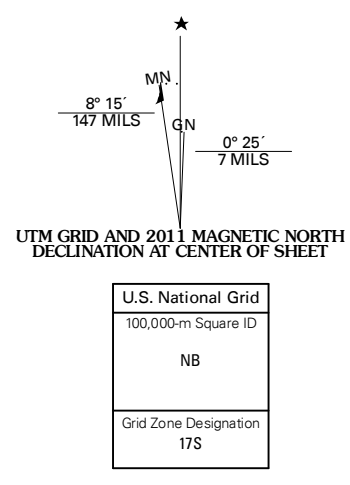 ★
MN
8° 15´
147 MILS
GN
0° 25´
7 MILS
UTM GRID AND 2011 MAGNETIC NORTH
DECLINATION AT CENTER OF SHEET
U.S. National Grid
100,000-m Square ID
NB
Grid Zone Designation
17S